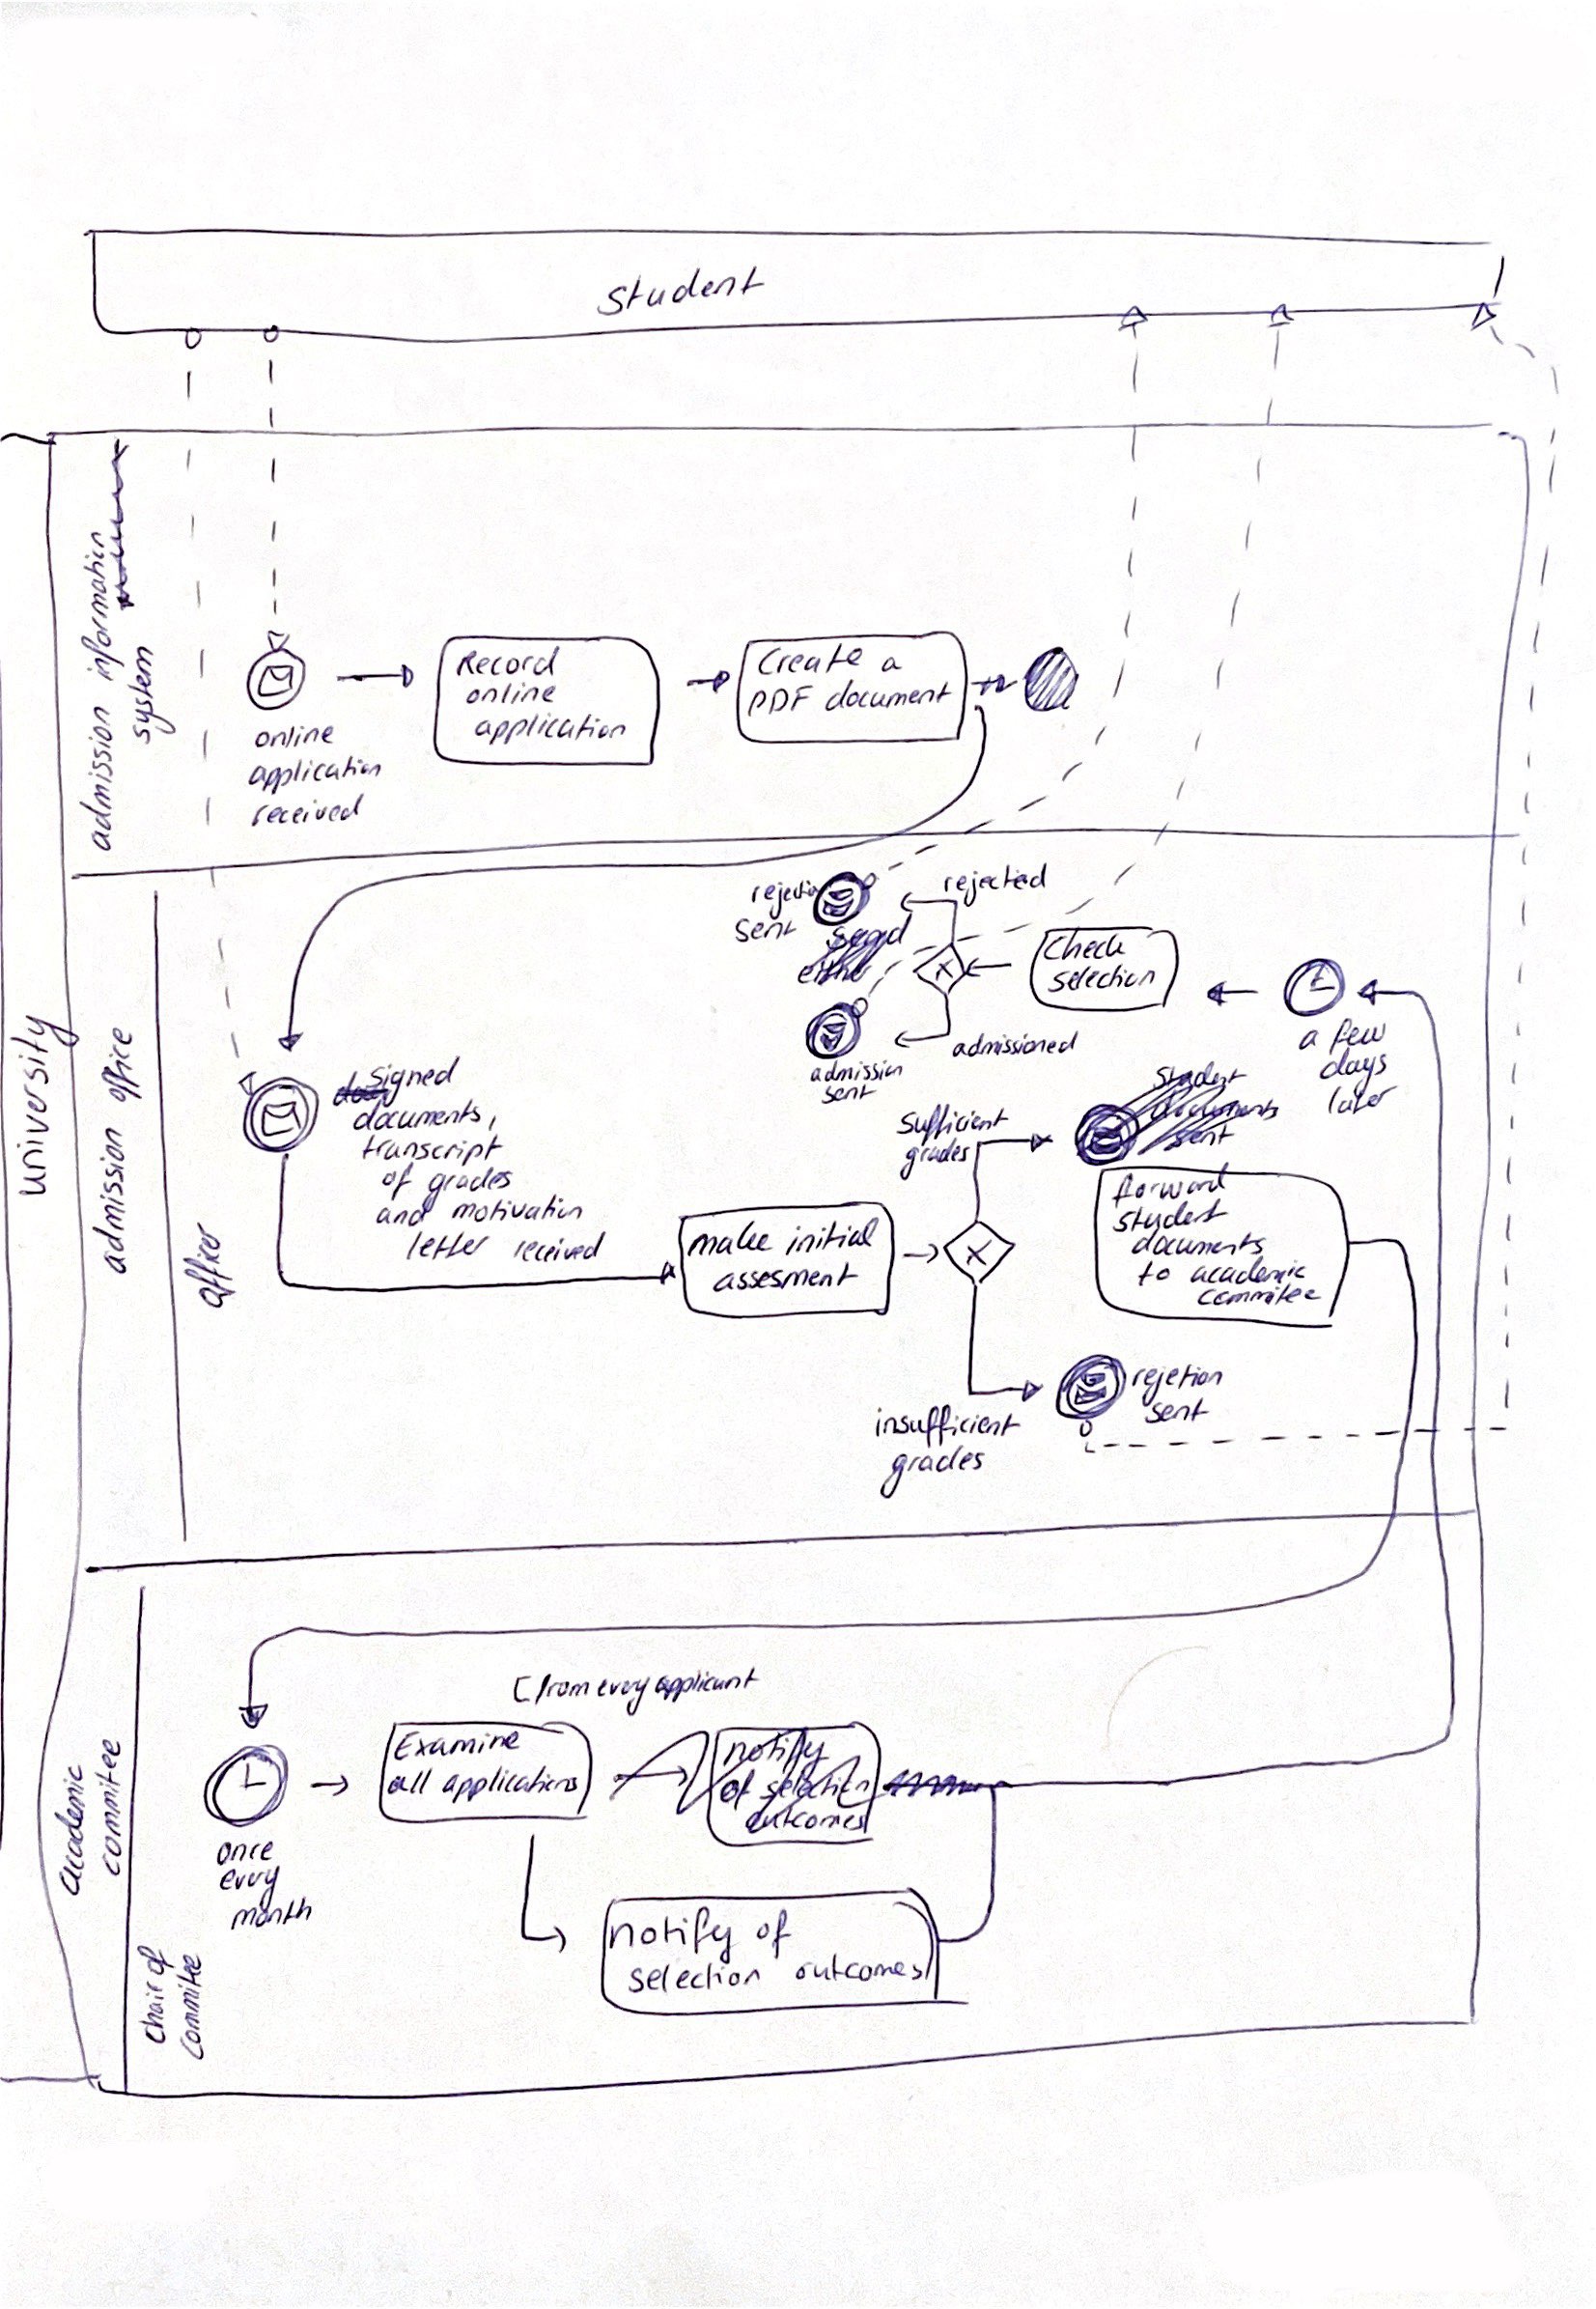 student
university
admission information
system
online
application
received
Record
online
application
Create a
PDF document
admission office
officer
sent
rejected
Check
selection
admissioned
admission
sent
a few
days
later
signed
documents,
transcript
of grades
and motivation
letter received
make initial
assesment
sufficient
grades
Student
documents
sent
forward
student
documents
to academic
commitee
insufficient
grades
rejetion
sent
academic
commitee
chair of
commitee
once
every
month
from every applicant
Examine
all applications
notify
of selection
outcomes
notify of
selection outcomes